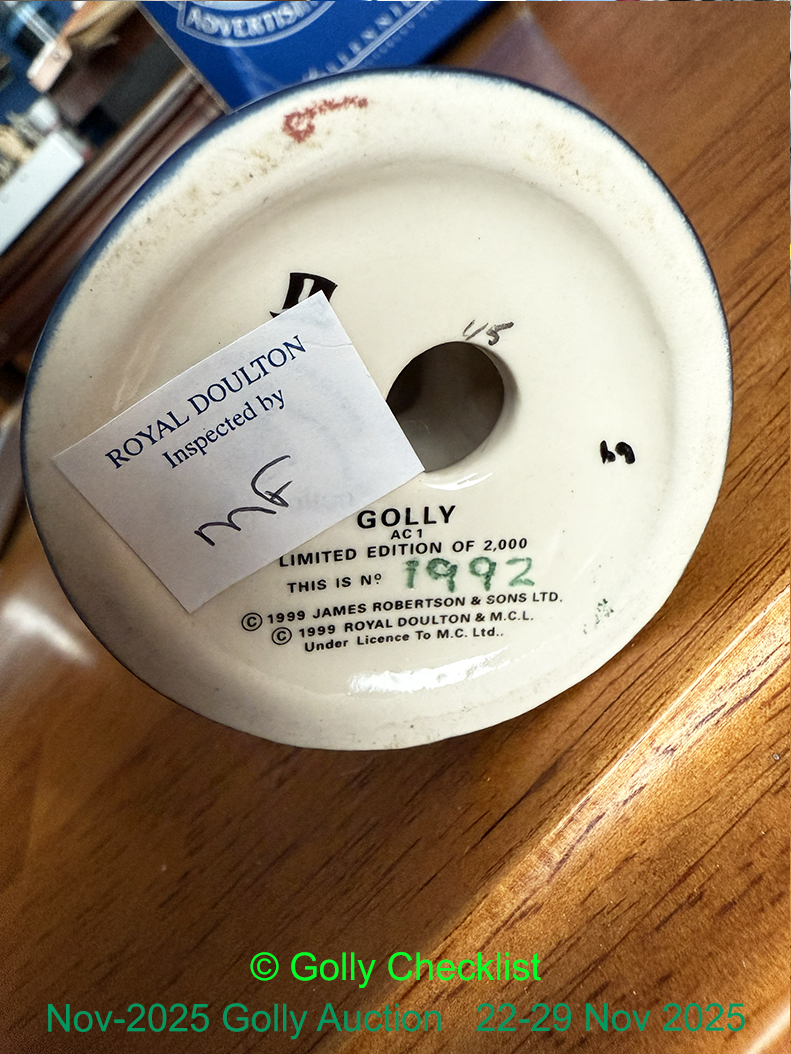 ADVERTISING
MILLENNIUM
45
ROYAL DOULTON
Inspected by
MF
GOLLY
AC 1
LIMITED EDITION OF 2,000
THIS IS Nº 1992
© 1999 JAMES ROBERTSON & SONS LTD.
© 1999 ROYAL DOULTON & M.C.L.
Under Licence To M.C. Ltd..
© Golly Checklist
Nov-2025 Golly Auction 22-29 Nov 2025